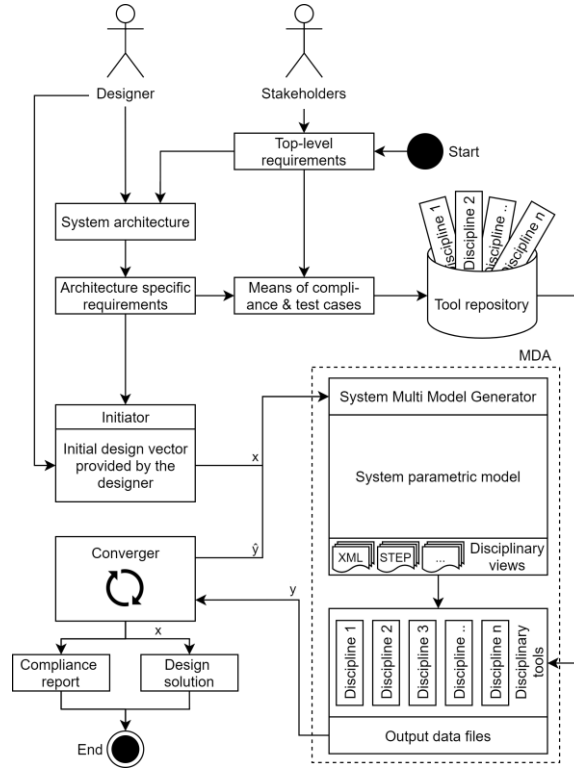 Designer
Stakeholders
Top-level
requirements
Start
System architecture
Discipline 1
Discipline 2
Discipline ..
Discipline n
Architecture specific
requirements
Means of compli-
ance & test cases
Tool repository
MDA
Initiator
Initial design vector
provided by the
designer
x
System Multi Model Generator
System parametric model
XML
STEP
...
Disciplinary
views
Converger
ŷ
y
x
Compliance
report
Design
solution
End
Discipline 1
Discipline 2
Discipline 3
Discipline ..
Discipline n
Disciplinary
tools
Output data files